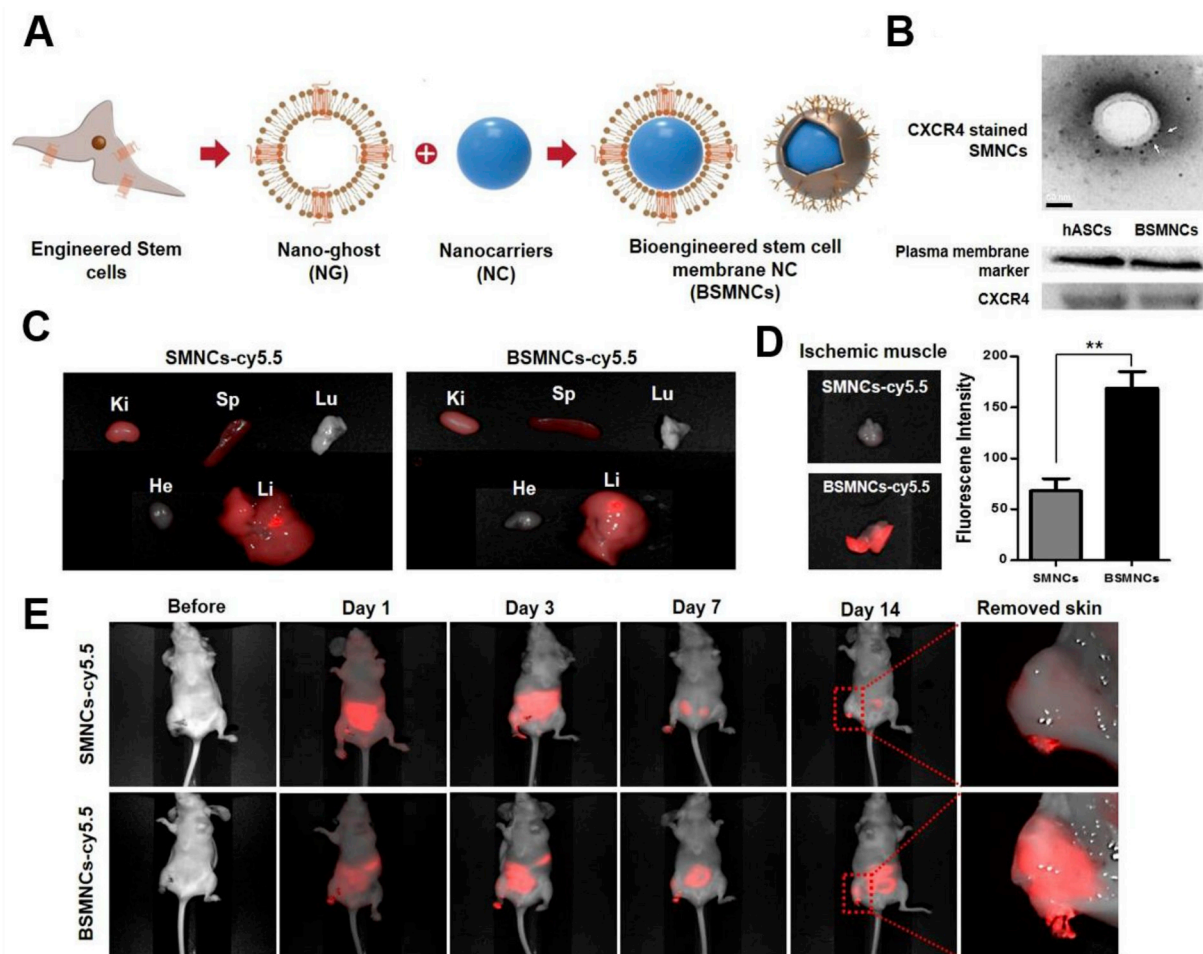 A
Engineered Stem
cells
Nano-ghost
(NG)
Nanocarriers
(NC)
Bioengineered stem cell
membrane NC
(BSMNCs)
B
CXCR4 stained
SMNCs
hASCs BSMNCs
Plasma membrane
marker
CXCR4
C
SMNCs-cy5.5
Ki Sp Lu
He Li
BSMNCs-cy5.5
Ki Sp Lu
He Li
D
Ischemic muscle
SMNCs-cy5.5
BSMNCs-cy5.5
Fluorescene Intensity
200
150
100
50
0
**
SMNCs BSMNCs
E
Before Day 1 Day 3 Day 7 Day 14 Removed skin
SMNCs-cy5.5
BSMNCs-cy5.5